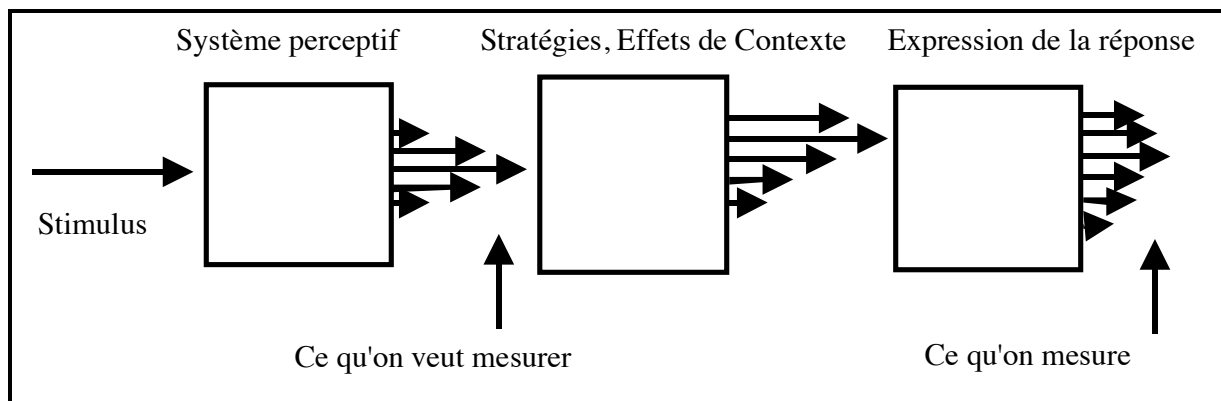 Système perceptif
Stratégies, Effets de Contexte
Expression de la réponse
Stimulus
Ce qu'on veut mesurer
Ce qu'on mesure